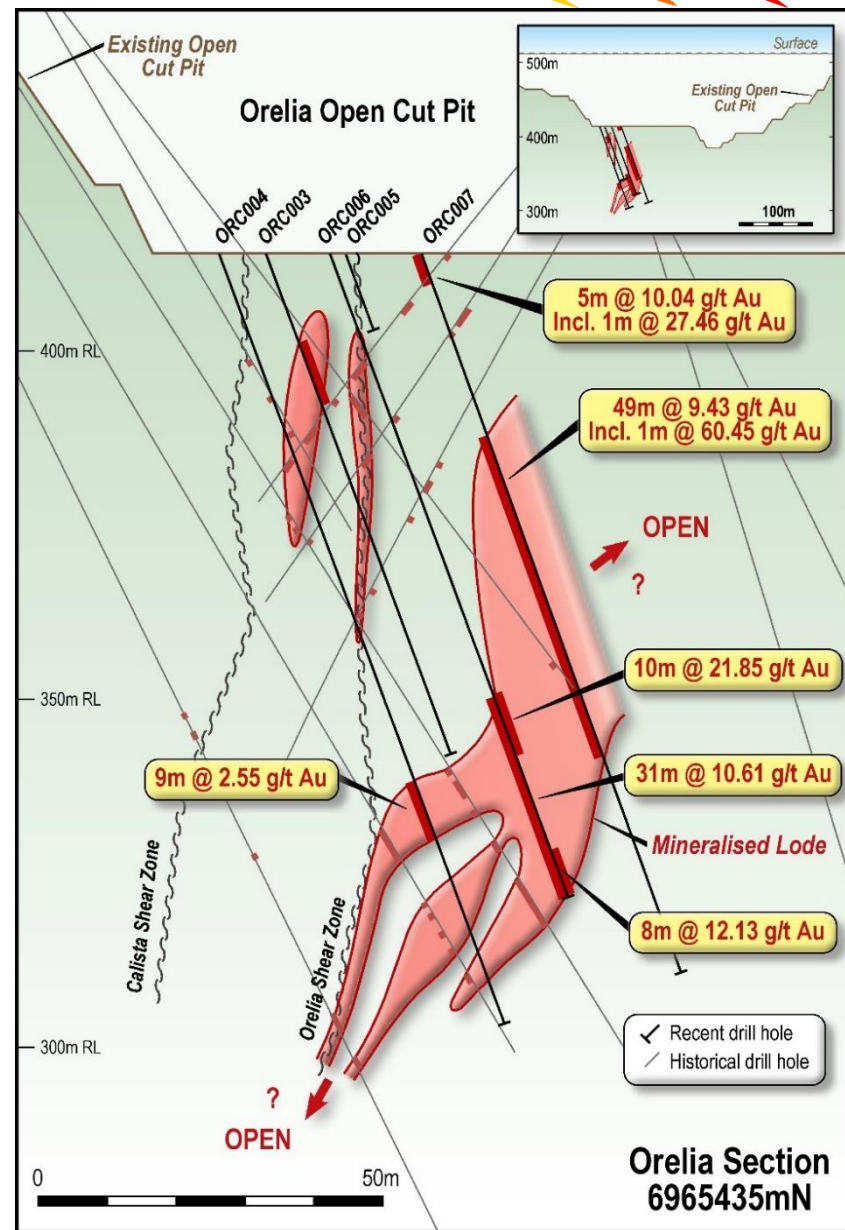 Existing Open
Cut Pit
Orelia Open Cut Pit
Surface
500m
Existing Open
Cut Pit
400m
300m
100m
ORC004
ORC003
ORC006
ORC005
ORC007
5m @ 10.04 g/t Au
Incl. 1m @ 27.46 g/t Au
400m RL
49m @ 9.43 g/t Au
Incl. 1m @ 60.45 g/t Au
OPEN
?
10m @ 21.85 g/t Au
350m RL
9m @ 2.55 g/t Au
31m @ 10.61 g/t Au
Mineralised Lode
8m @ 12.13 g/t Au
Calista Shear Zone
Orelia Shear Zone
300m RL
Recent drill hole
Historical drill hole
?
OPEN
0
50m
Orelia Section
6965435mN